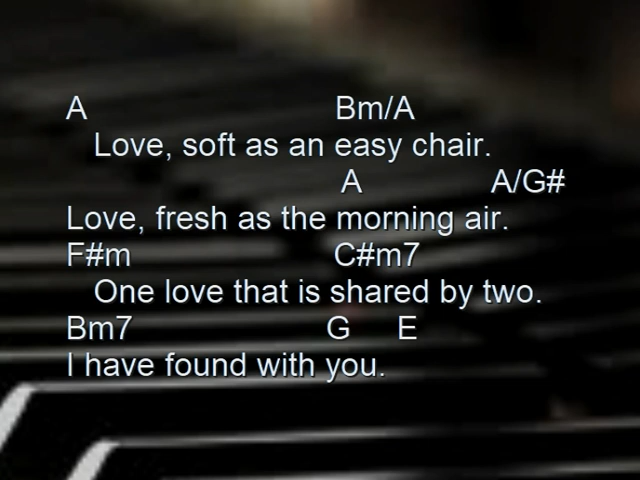 A Bm/A
Love, soft as an easy chair.
A A/G#
Love, fresh as the morning air.
F#m C#m7
One love that is shared by two.
Bm7 G E
I have found with you.